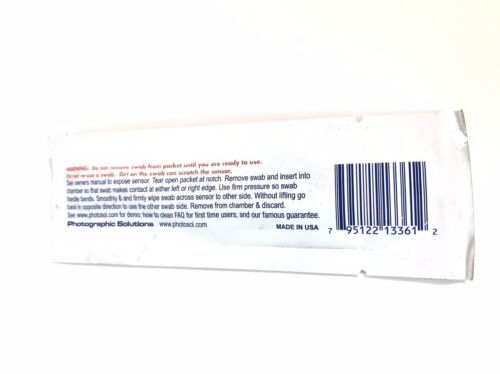 WARNING: Do not remove swab from packet until you are ready to use.
Do not re-use a swab. Dirt on the swab can scratch the sensor.
See owners manual to expose sensor. Tear open packet at notch. Remove swab and insert into
chamber so that swab makes contact at either left or right edge. Use firm pressure so swab
handle bends. Smoothly & and firmly wipe swab across sensor to other side. Without lifting go
back in opposite direction to use the other swab side. Remove from chamber & discard.
See www.photosol.com for demo; how to clean FAQ for first time users; and our famous guarantee.
Photographic Solutions www.photosol.com
MADE IN USA
7 95122 13361 2